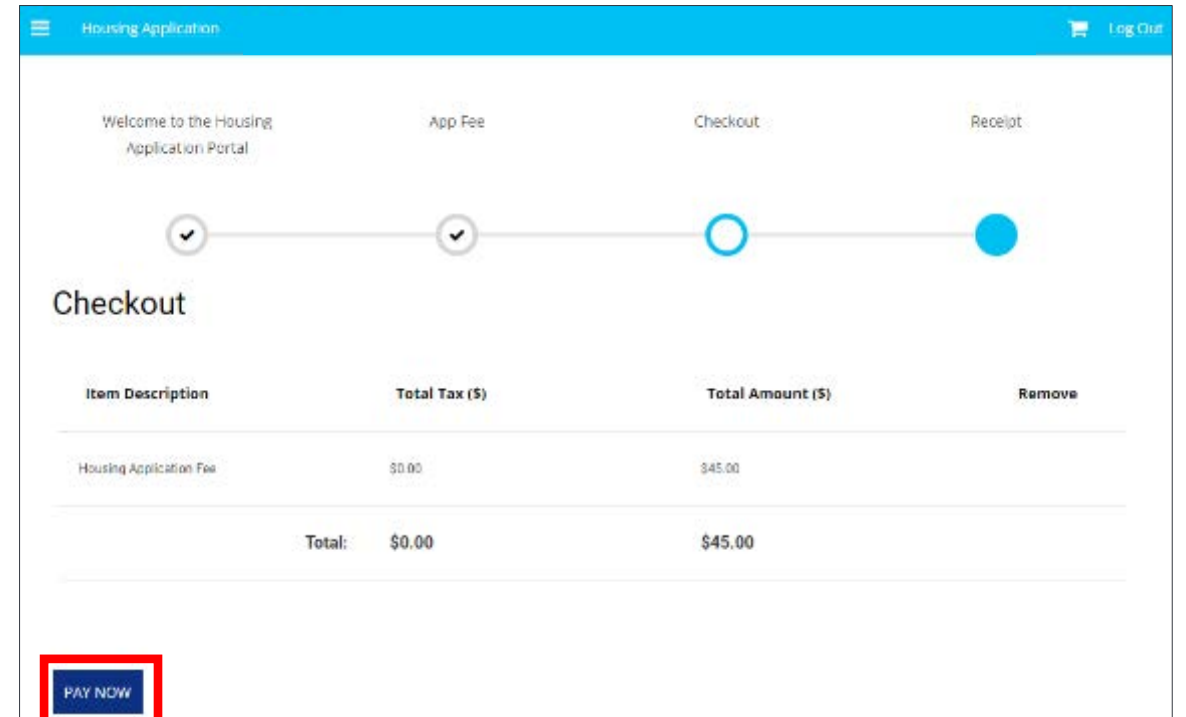 Housing Application
Log Out
Welcome to the Housing
Application Portal
App Fee
Checkout
Receipt
Checkout
Item Description Total Tax ($) Total Amount ($) Remove
Housing Application Fee $0.00 $45.00
Total: $0.00 $45.00
PAY NOW